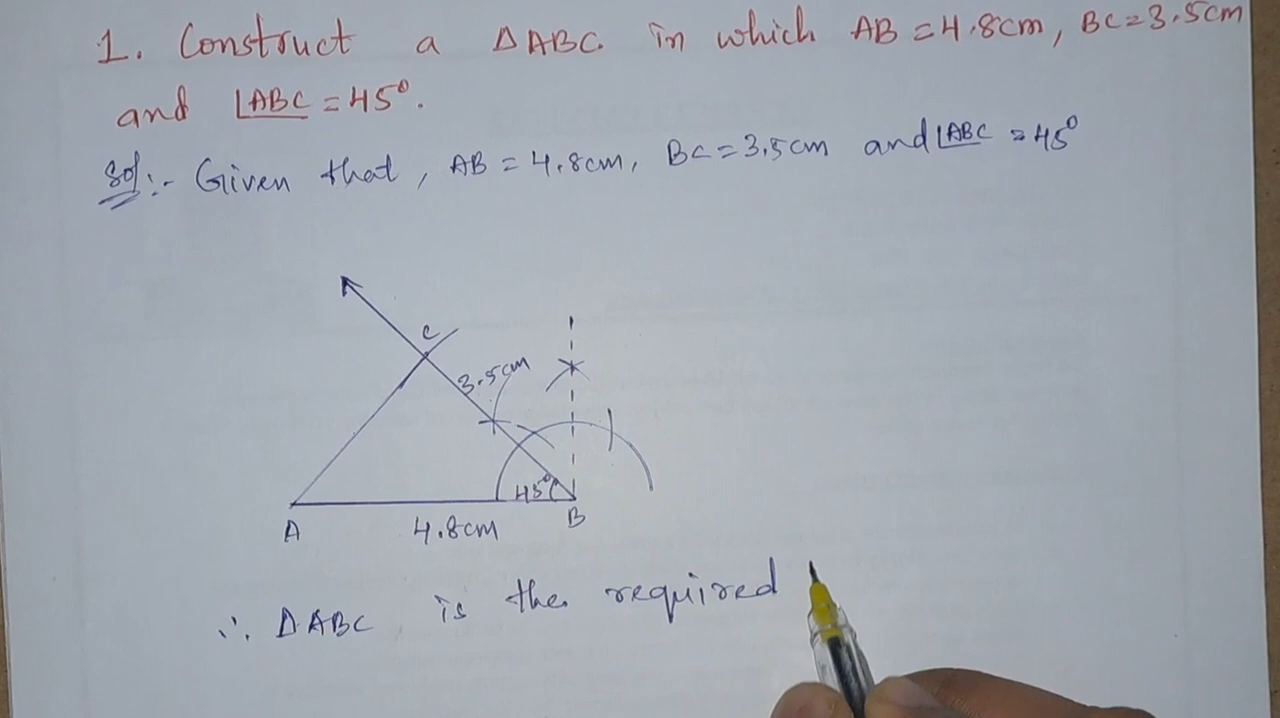 1. Construct a ΔABC in which AB = 4.8cm, BC = 3.5cm
and ∠ABC = 45°.
Sol:- Given that, AB = 4.8cm, BC = 3.5cm and ∠ABC = 45°
C
3.5cm
45°
A
B
4.8cm
∴ ΔABC is the required